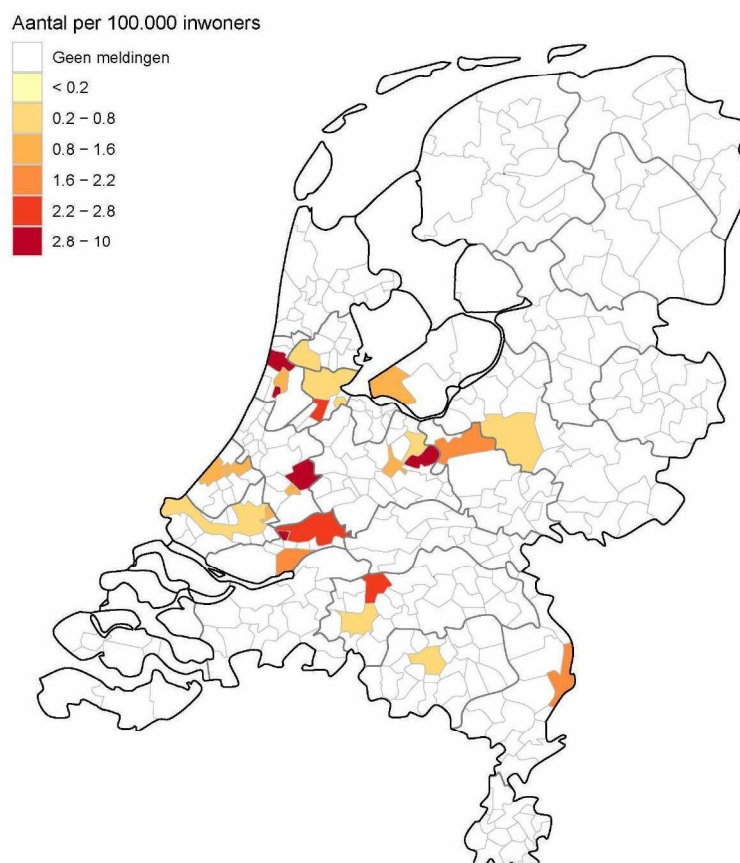 Aantal per 100.000 inwoners
Geen meldingen
< 0.2
0.2 – 0.8
0.8 – 1.6
1.6 – 2.2
2.2 – 2.8
2.8 – 10